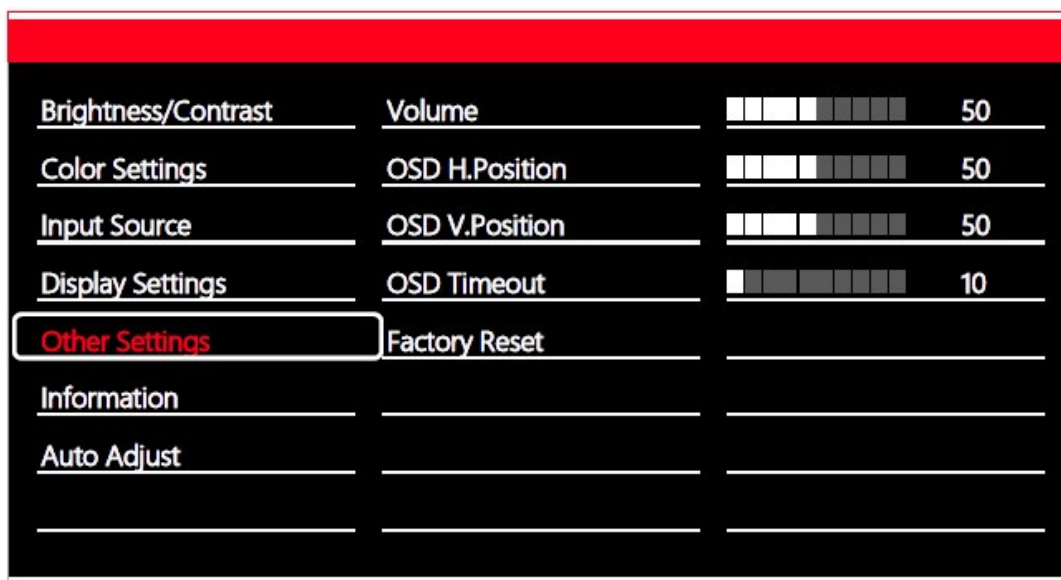 Brightness/Contrast Volume 50
Color Settings OSD H.Position 50
Input Source OSD V.Position 50
Display Settings OSD Timeout 10
Other Settings Factory Reset
Information
Auto Adjust